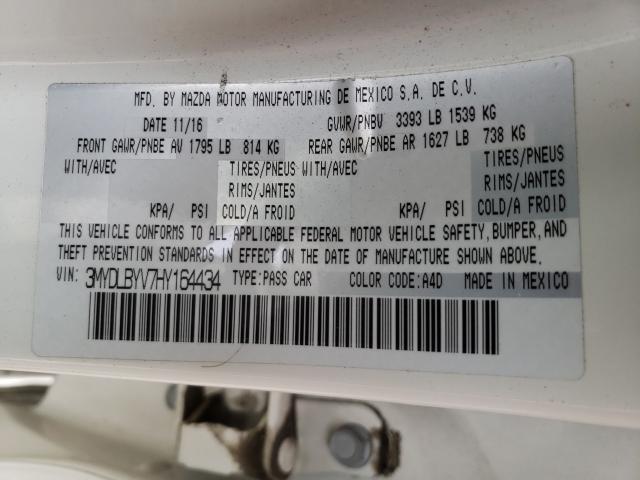 MFD. BY MAZDA MOTOR MANUFACTURING DE MEXICO S.A. DE C.V.
DATE 11/16 GVWR/PNBV 3393 LB 1539 KG
FRONT GAWR/PNBE AV 1795 LB 814 KG REAR GAWR/PNBE AR 1627 LB 738 KG
WITH/AVEC TIRES/PNEUS WITH/AVEC TIRES/PNEUS
RIMS/JANTES RIMS/JANTES
KPA/ PSI COLD/A FROID KPA/ PSI COLD/A FROID
THIS VEHICLE CONFORMS TO ALL APPLICABLE FEDERAL MOTOR VEHICLE SAFETY, BUMPER, AND
THEFT PREVENTION STANDARDS IN EFFECT ON THE DATE OF MANUFACTURE SHOWN ABOVE.
VIN: 3MYDLBYV7HY164434 TYPE:PASS CAR COLOR CODE:A4D MADE IN MEXICO